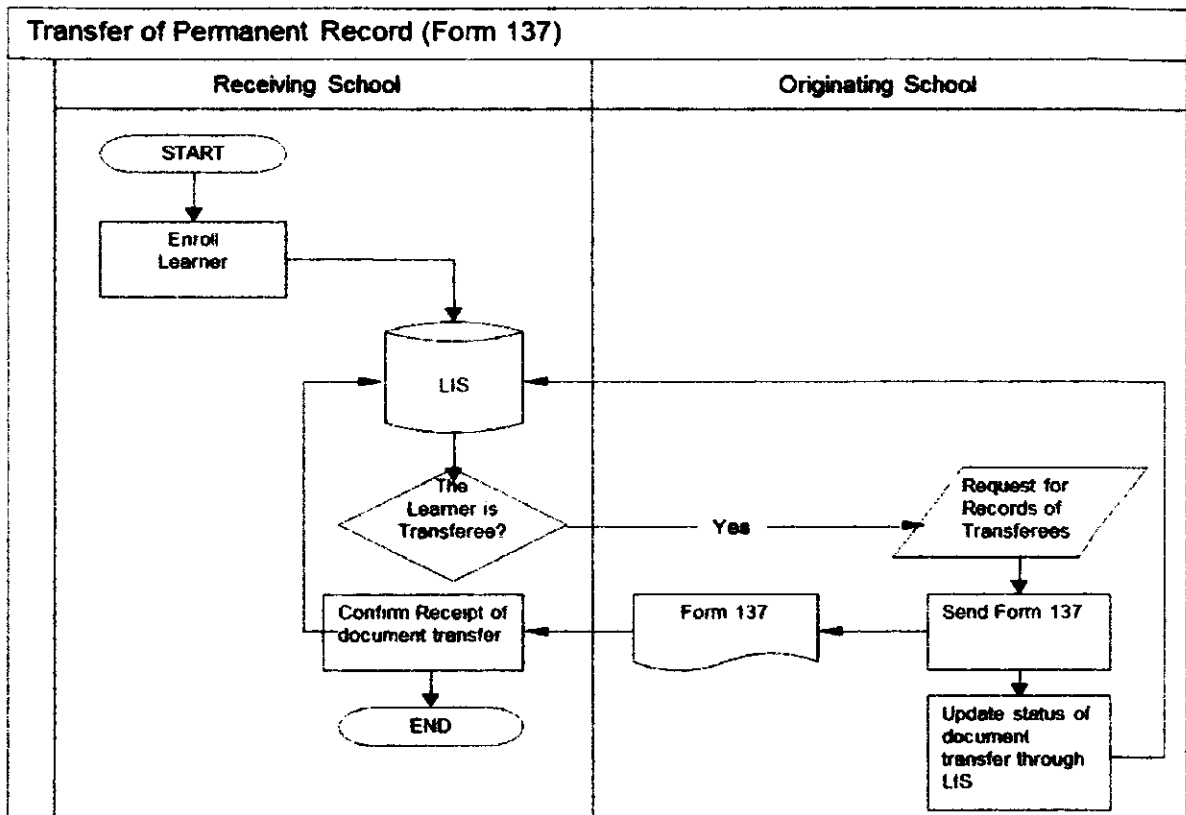 Transfer of Permanent Record (Form 137)
Receiving School
Originating School
START
Enroll
Learner
LIS
The
Learner is
Transferee?
Yes
Request for
Records of
Transferees
Send Form 137
Form 137
Confirm Receipt of
document transfer
END
Update status of
document
transfer through
LIS